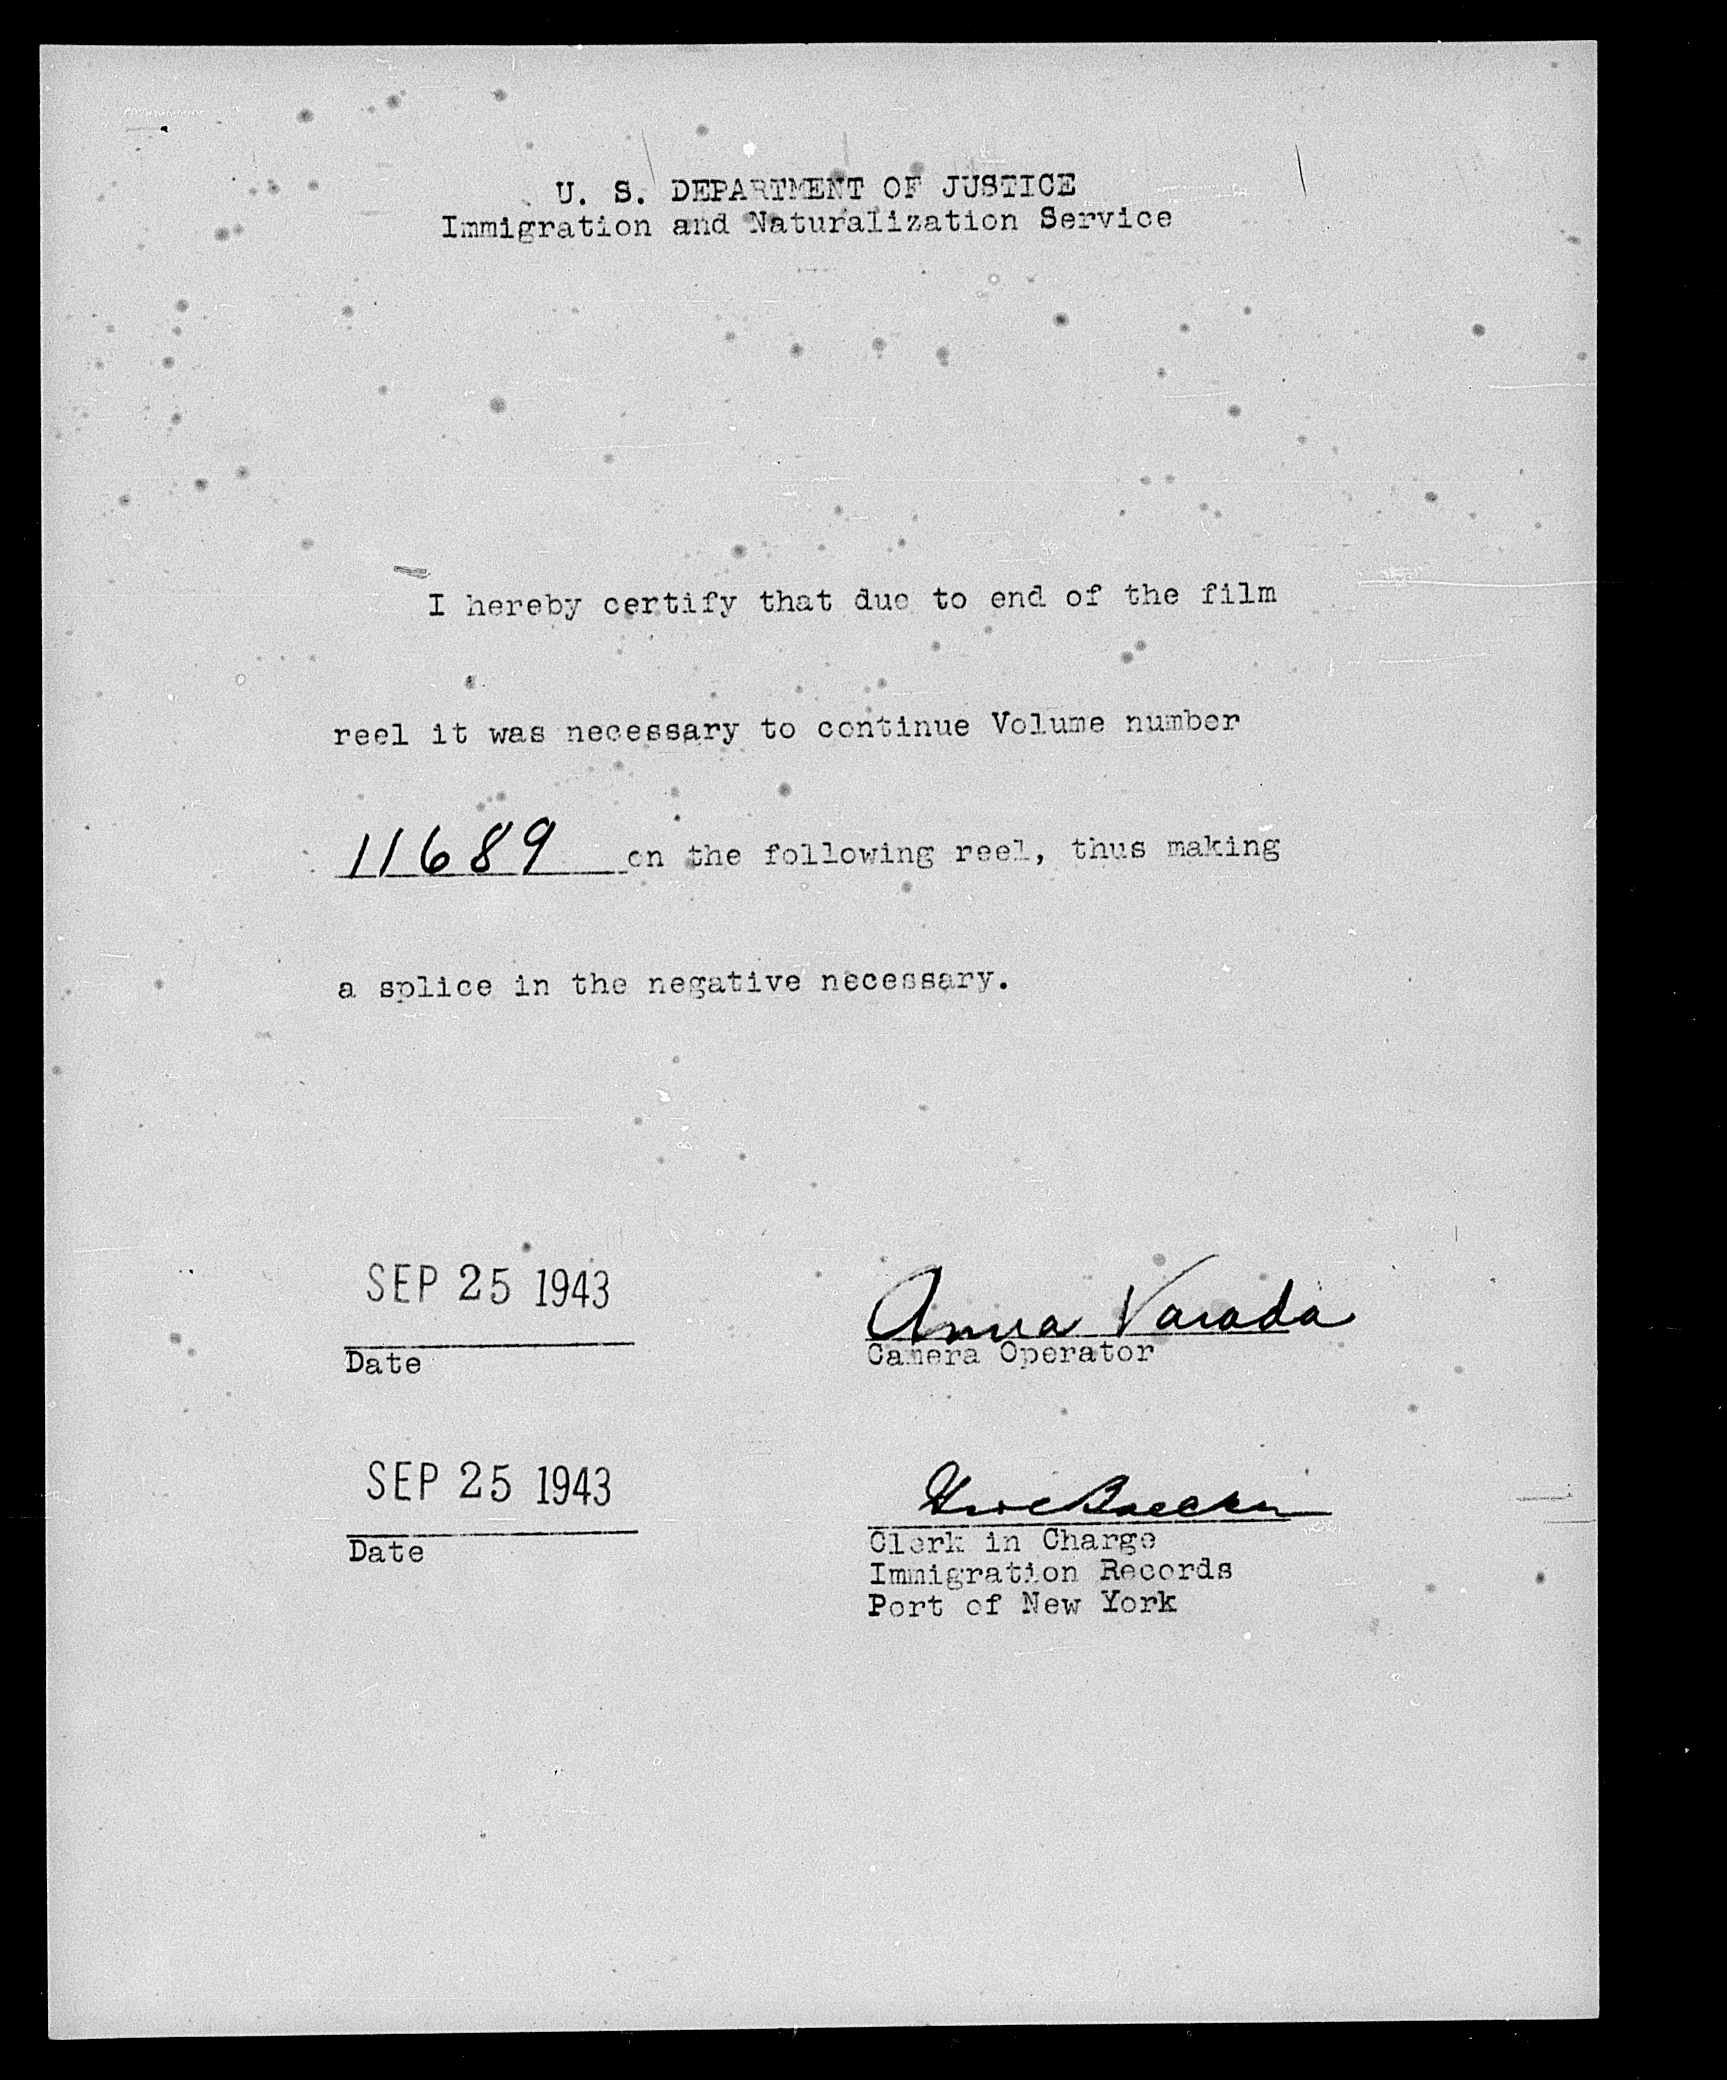 U. S. DEPARTMENT OF JUSTICE
Immigration and Naturalization Service
I hereby certify that due to end of the film
reel it was necessary to continue Volume number
11689 on the following reel, thus making
a splice in the negative necessary.
SEP 25 1943
Anna Varada
Date
Camera Operator
SEP 25 1943
Date
Clerk in Charge
Immigration Records
Port of New York